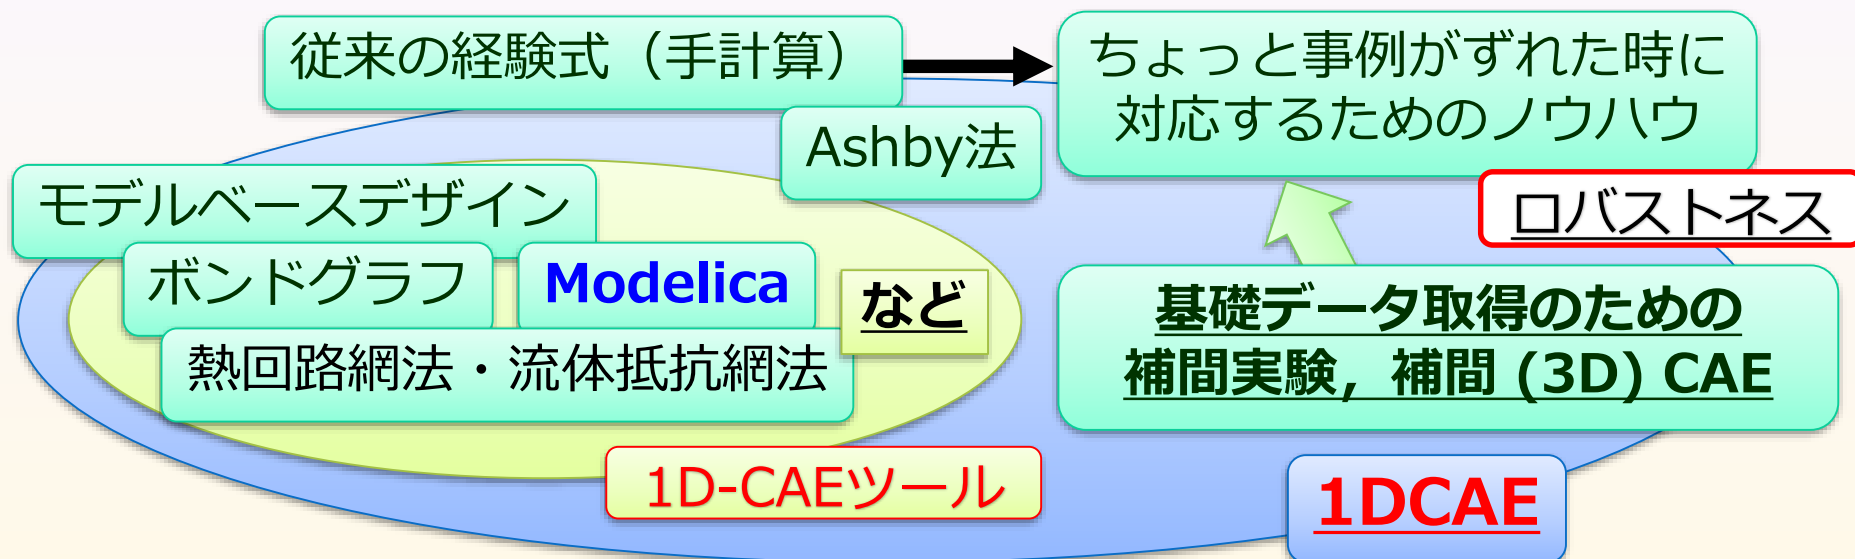 従来の経験式（手計算）
ちょっと事例がずれた時に
対応するためのノウハウ
Ashby法
ロバストネス
モデルベースデザイン
ボンドグラフ
Modelica
など
熱回路網法・流体抵抗網法
基礎データ取得のための
補間実験，補間 (3D) CAE
1D-CAEツール
1DCAE